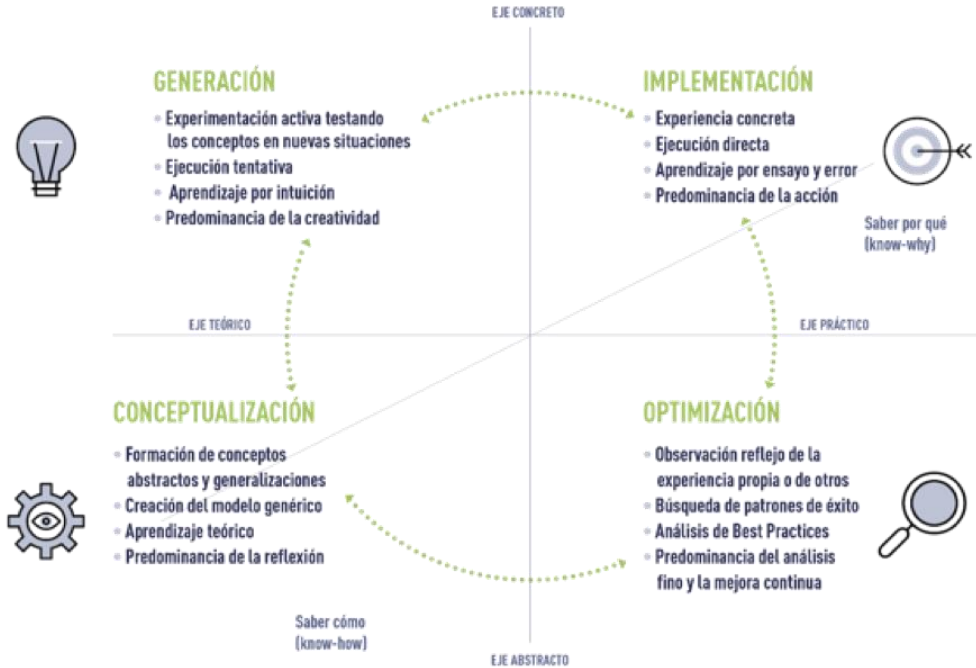 EJE CONCRETO
GENERACIÓN
Experimentación activa testando
los conceptos en nuevas situaciones
Ejecución tentativa
Aprendizaje por intuición
Predominancia de la creatividad
IMPLEMENTACIÓN
Experiencia concreta
Ejecución directa
Aprendizaje por ensayo y error
Predominancia de la acción
Saber por qué
(know-why)
EJE TEÓRICO
EJE PRÁCTICO
CONCEPTUALIZACIÓN
Formación de conceptos
abstractos y generalizaciones
Creación del modelo genérico
Aprendizaje teórico
Predominancia de la reflexión
OPTIMIZACIÓN
Observación reflejo de la
experiencia propia o de otros
Búsqueda de patrones de éxito
Análisis de Best Practices
Predominancia del análisis
fino y la mejora continua
Saber cómo
(know-how)
EJE ABSTRACTO